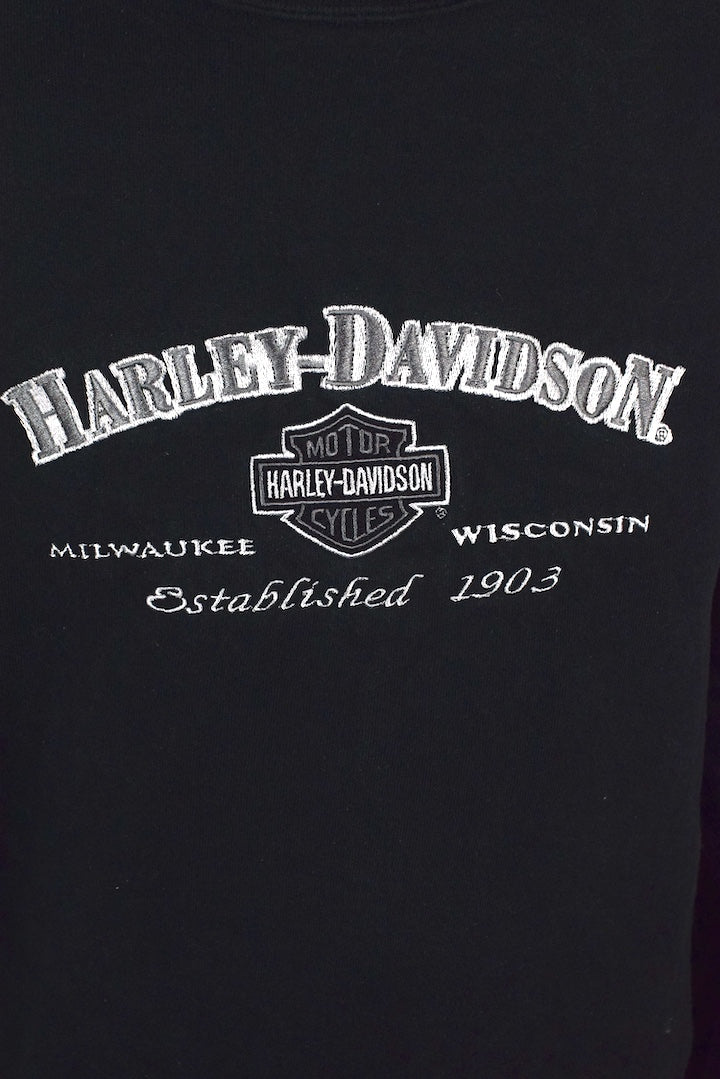 HARLEY-DAVIDSON®
MOTOR
HARLEY-DAVIDSON
CYCLES
®
MILWAUKEE WISCONSIN
Established 1903